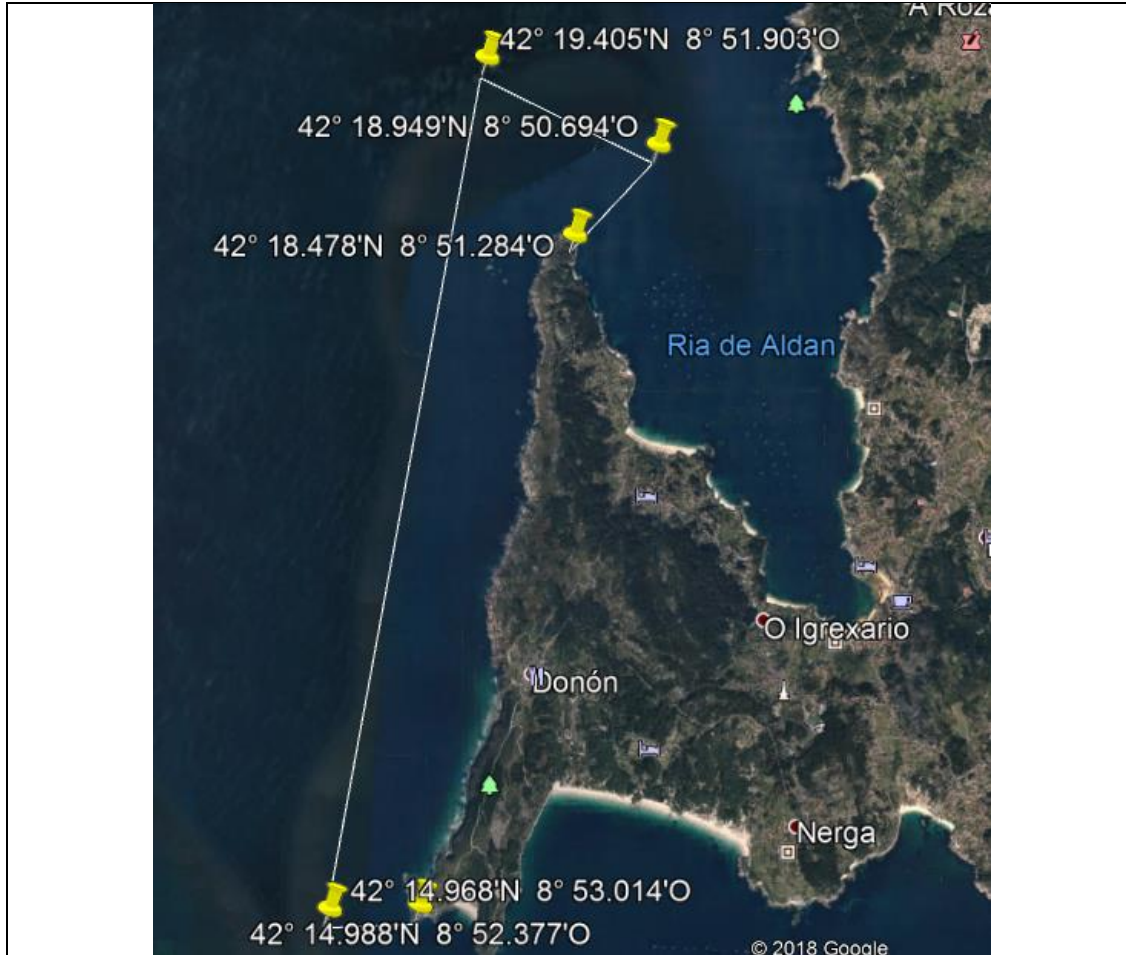 A Roza
42° 19.405'N 8° 51.903'O
42° 18.949'N 8° 50.694'O
42° 18.478'N 8° 51.284'O
Ria de Aldan
O Igrexario
Donón
Nerga
42° 14.968'N 8° 53.014'O
42° 14.988'N 8° 52.377'O
© 2018 Google